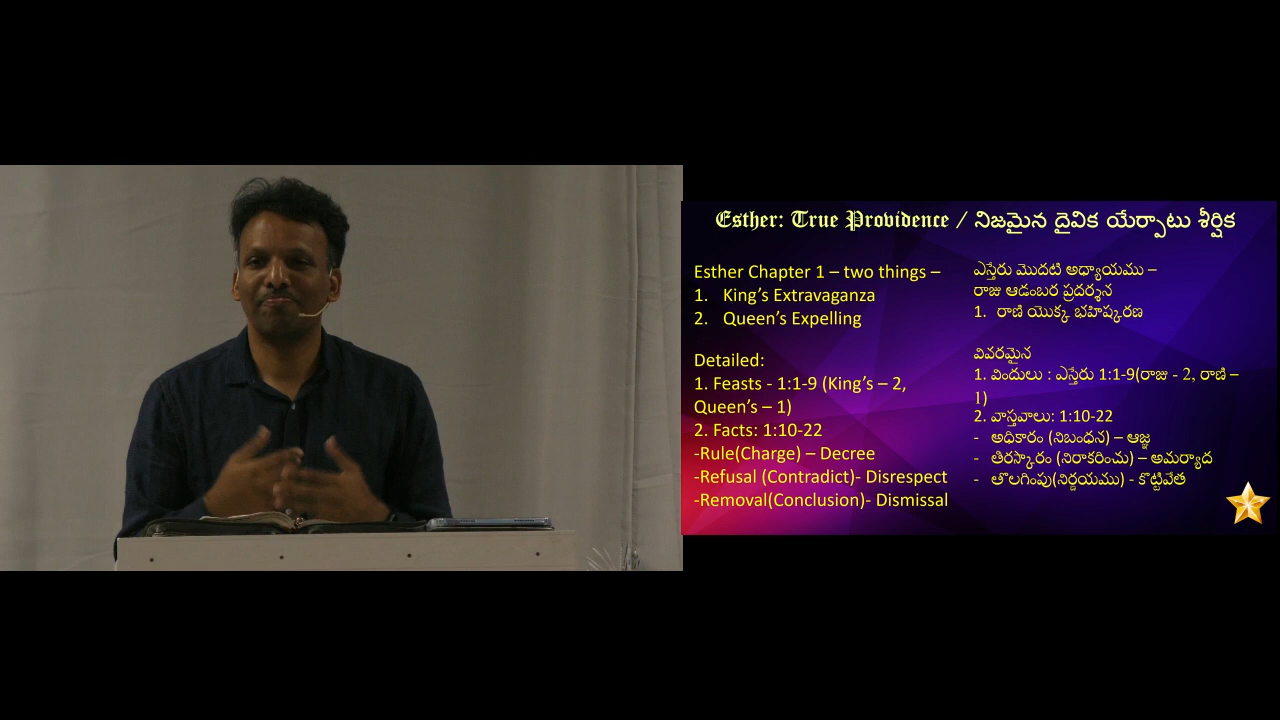 Esther: True Providence / నిజమైన దైవిక యేర్పాటు శీర్షిక
Esther Chapter 1 – two things –
1. King's Extravaganza
2. Queen's Expelling
Detailed:
1. Feasts - 1:1-9 (King's – 2,
Queen's – 1)
2. Facts: 1:10-22
-Rule(Charge) – Decree
-Refusal (Contradict)- Disrespect
-Removal(Conclusion)- Dismissal
ఎస్తేరు మొదటి అధ్యాయము –
రాజు ఆడంబర ప్రదర్శన
1. రాణి యొక్క భహిష్కరణ
వివరమైన
1. విందులు : ఎస్తేరు 1:1-9(రాజు - 2, రాణి –
1)
2. వాస్తవాలు: 1:10-22
- అధికారం (నిబంధన) – ఆజ్ఞ
- తిరస్కారం (నిరాకరించు) – అమర్యాద
- తొలగింపు(నిర్ణయము) - కొట్టివేత